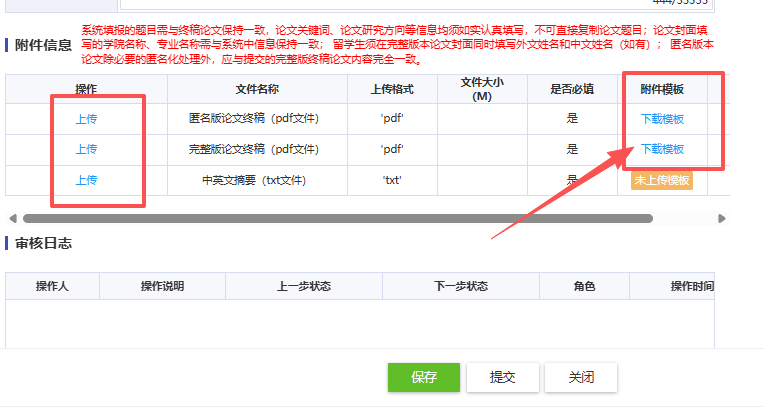 444/33333
系统填报的题目需与终稿论文保持一致，论文关键词、论文研究方向等信息均须如实认真填写，不可直接复制论文题目；论文封面填
附件信息
写的学院名称、专业名称需与系统中信息保持一致； 留学生须在完整版本论文封面同时填写外文姓名和中文姓名（如有）； 匿名版本
论文除必要的匿名化处理外，应与提交的完整版终稿论文内容完全一致。
操作 文件名称 上传格式 文件大小（M） 是否必填 附件模板
上传 匿名版论文终稿（pdf文件） 'pdf' 是 下载模板
上传 完整版论文终稿（pdf文件） 'pdf' 是 下载模板
上传 中英文摘要（txt文件） 'txt' 是 未上传模板
审核日志
操作人 操作说明 上一步状态 下一步状态 角色 操作时间
保存 提交 关闭